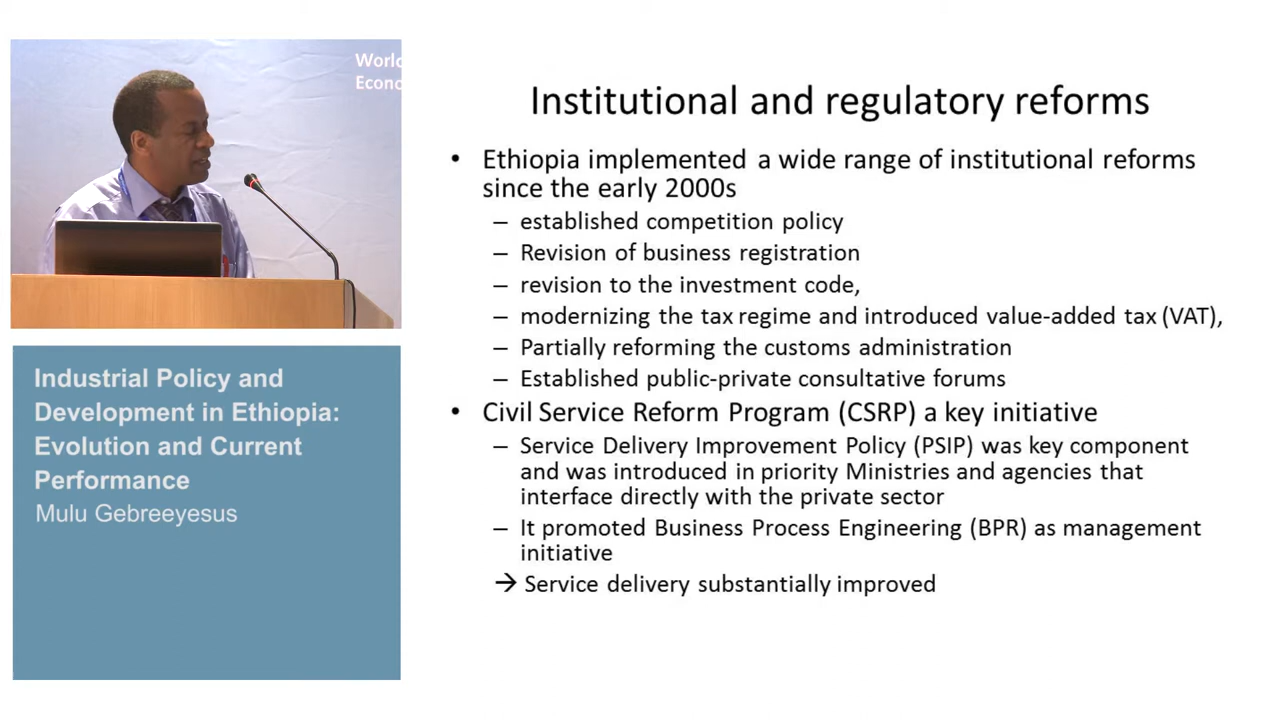 World
Econo
Institutional and regulatory reforms
• Ethiopia implemented a wide range of institutional reforms
since the early 2000s
– established competition policy
– Revision of business registration
– revision to the investment code,
– modernizing the tax regime and introduced value-added tax (VAT),
– Partially reforming the customs administration
– Established public-private consultative forums
• Civil Service Reform Program (CSRP) a key initiative
– Service Delivery Improvement Policy (PSIP) was key component
and was introduced in priority Ministries and agencies that
interface directly with the private sector
– It promoted Business Process Engineering (BPR) as management
initiative
→ Service delivery substantially improved
Industrial Policy and
Development in Ethiopia:
Evolution and Current
Performance
Mulu Gebreeyesus